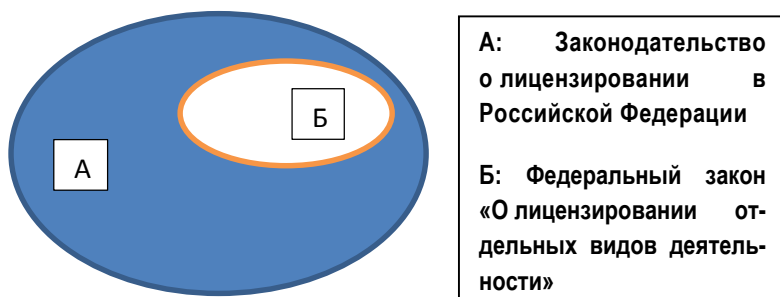 А
Б
А: Законодательство
о лицензировании в
Российской Федерации
Б: Федеральный закон
«О лицензировании от-
дельных видов деятель-
ности»